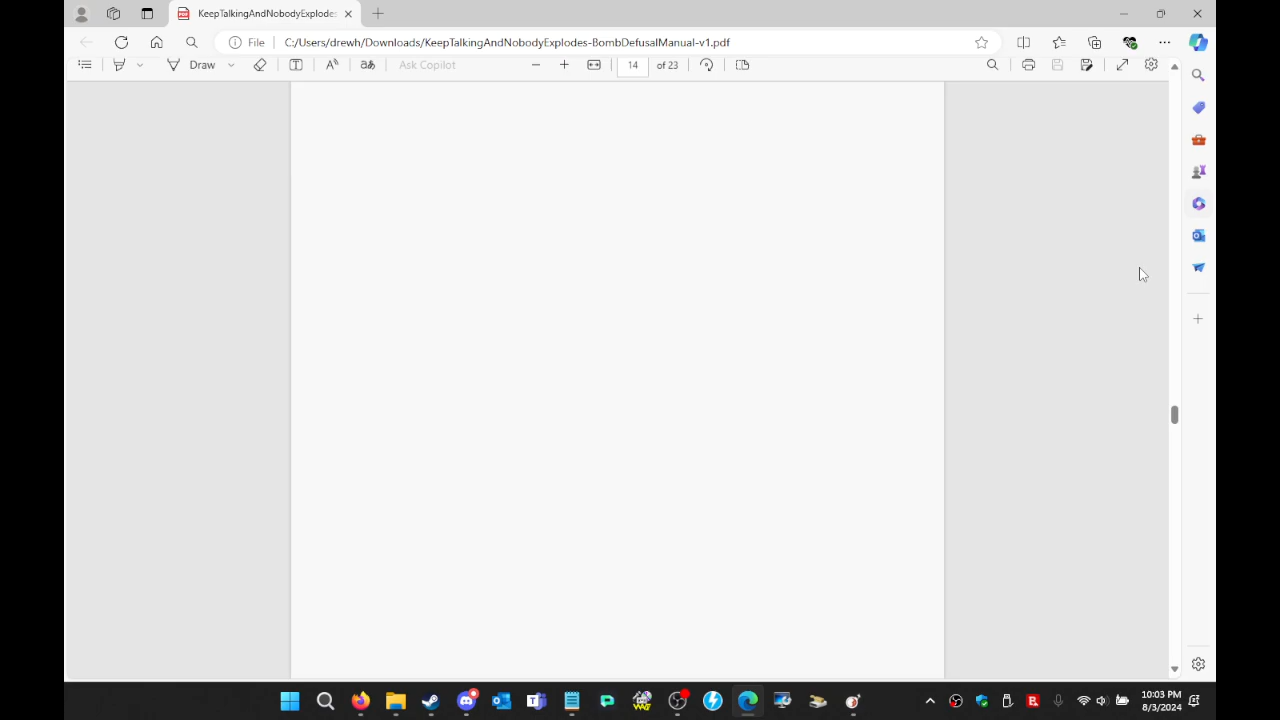 KeepTalkingAndNobodyExplodes
File
C:/Users/drewh/Downloads/KeepTalkingAndNobodyExplodes-BombDefusalManual-v1.pdf
Draw
Ask Copilot
14
of 23
10:03 PM
8/3/2024